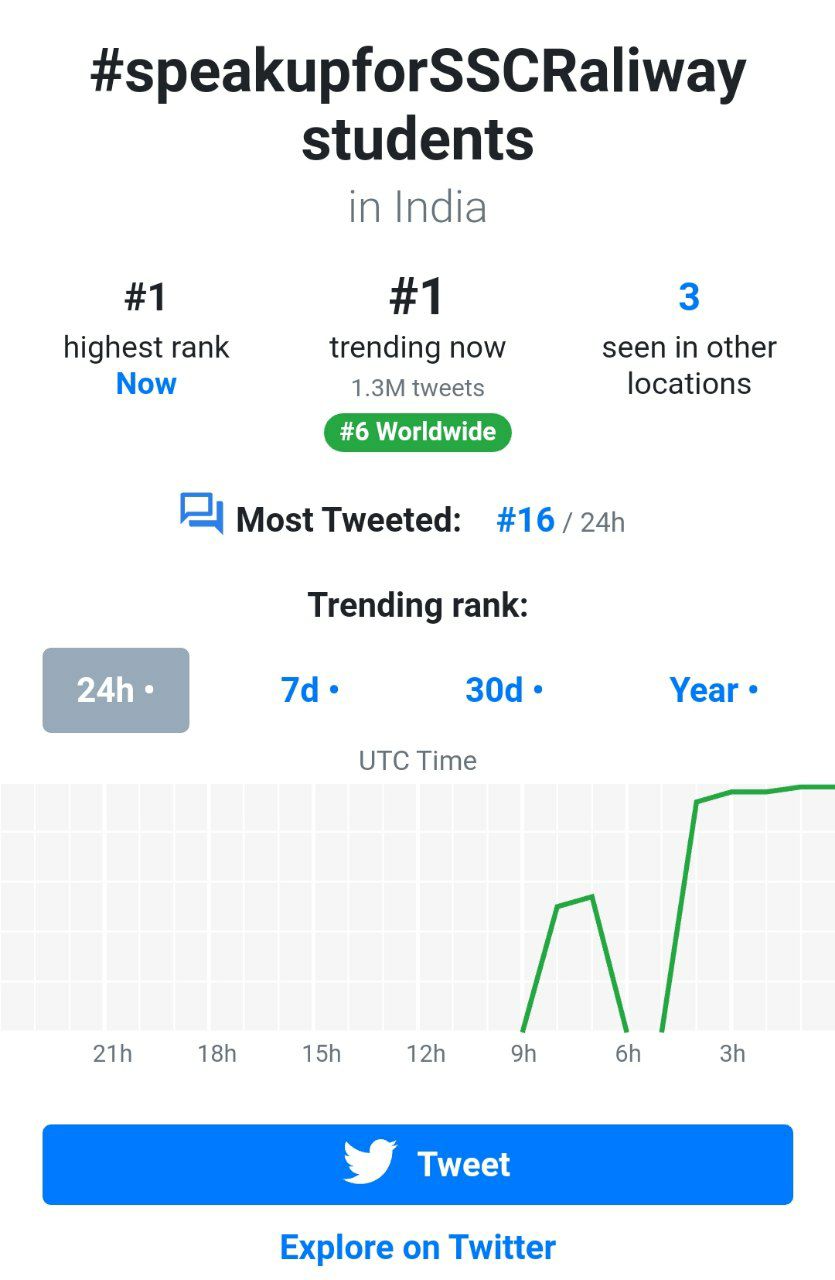 #speakupforSSCRaliway
students
in India
#1
highest rank
Now
#1
trending now
1.3M tweets
#6 Worldwide
3
seen in other
locations
Most Tweeted: #16 / 24h
Trending rank:
24h • 7d • 30d • Year •
UTC Time
21h 18h 15h 12h 9h 6h 3h
Tweet
Explore on Twitter